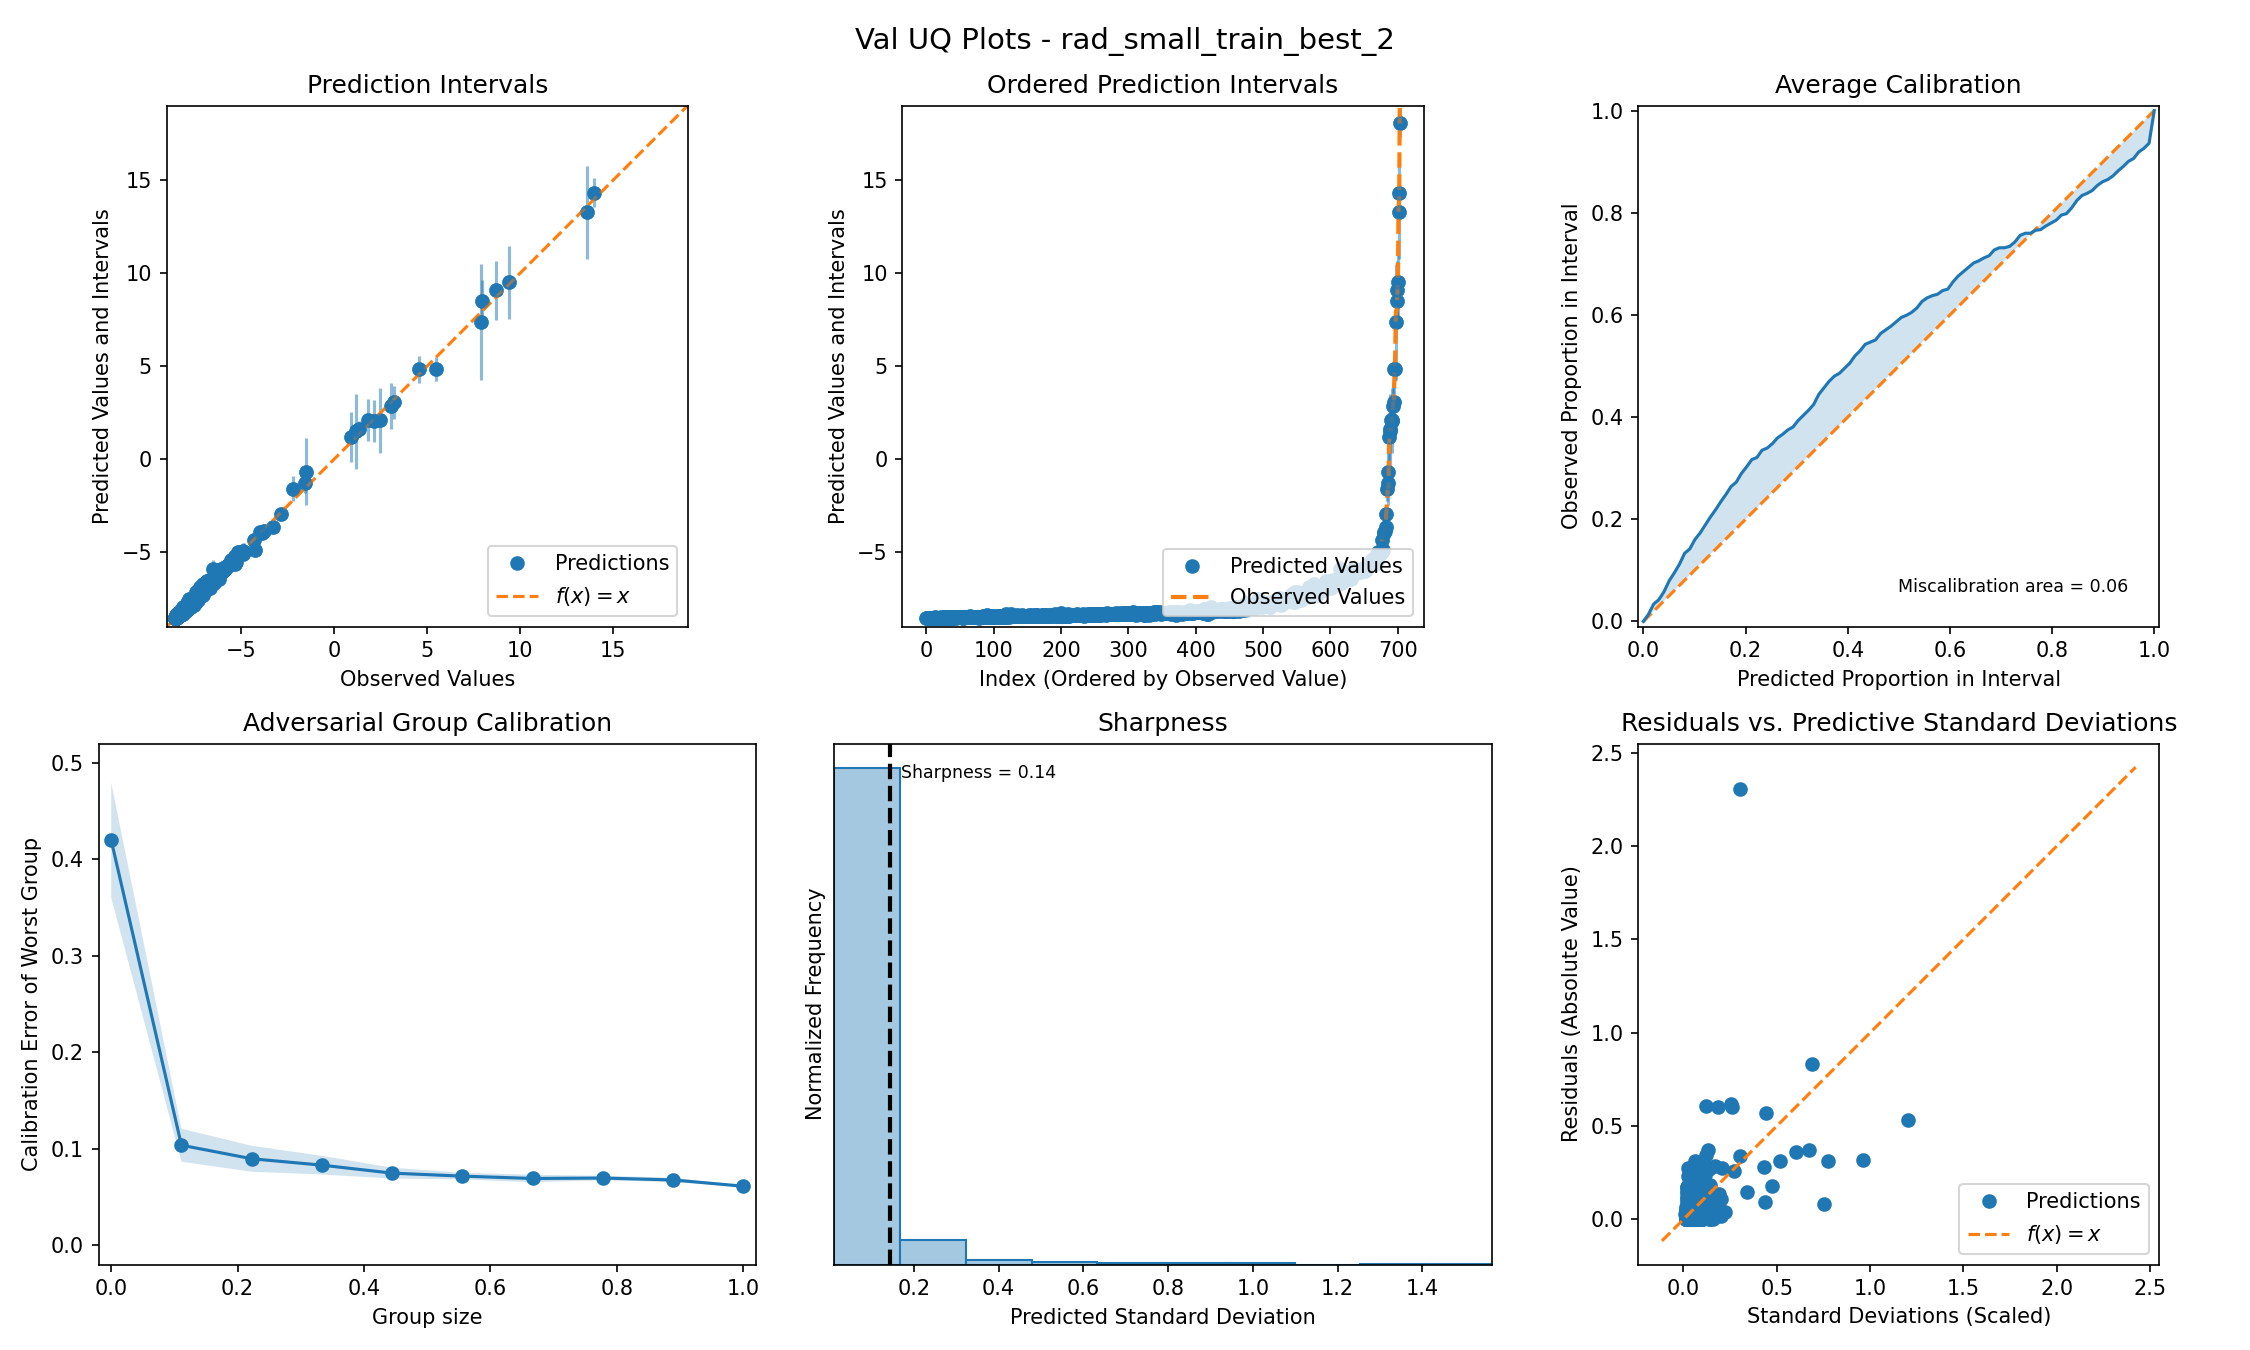 Val UQ Plots - rad_small_train_best_2
Prediction Intervals
Predicted Values and Intervals
15
10
5
0
−5
−5 0 5 10 15
Observed Values
Predictions
f(x) = x
Ordered Prediction Intervals
Predicted Values and Intervals
15
10
5
0
−5
0 100 200 300 400 500 600 700
Index (Ordered by Observed Value)
Predicted Values
Observed Values
Average Calibration
Observed Proportion in Interval
1.0
0.8
0.6
0.4
0.2
0.0
0.0 0.2 0.4 0.6 0.8 1.0
Predicted Proportion in Interval
Miscalibration area = 0.06
Adversarial Group Calibration
Calibration Error of Worst Group
0.5
0.4
0.3
0.2
0.1
0.0
0.0 0.2 0.4 0.6 0.8 1.0
Group size
Sharpness
Normalized Frequency
Sharpness = 0.14
0.2 0.4 0.6 0.8 1.0 1.2 1.4
Predicted Standard Deviation
Residuals vs. Predictive Standard Deviations
Residuals (Absolute Value)
2.5
2.0
1.5
1.0
0.5
0.0
0.0 0.5 1.0 1.5 2.0 2.5
Standard Deviations (Scaled)
Predictions
f(x) = x